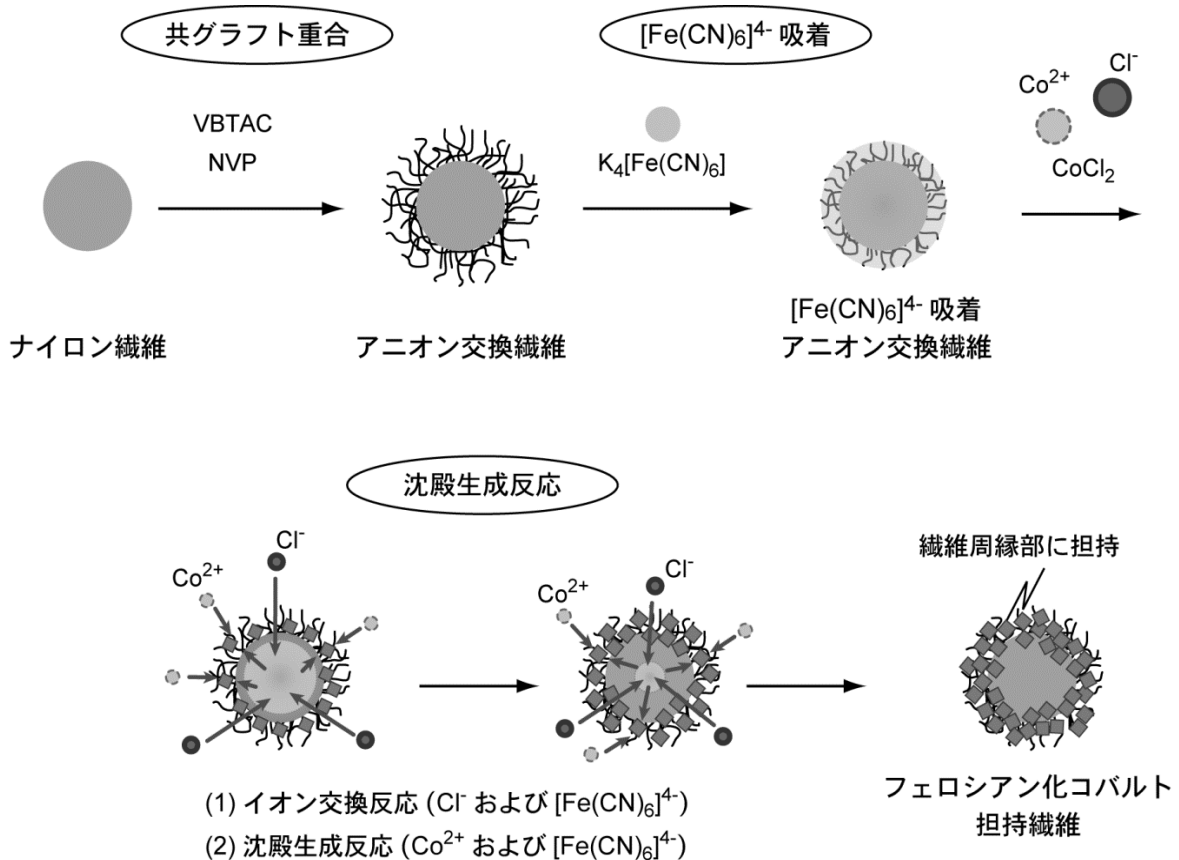 共グラフト重合
[Fe(CN)6]4- 吸着
VBTAC
NVP
K4[Fe(CN)6]
Co2+
Cl-
CoCl2
ナイロン繊維
アニオン交換繊維
[Fe(CN)6]4- 吸着
アニオン交換繊維
沈殿生成反応
Cl-
Co2+
Cl-
Co2+
繊維周縁部に担持
(1) イオン交換反応 (Cl- および [Fe(CN)6]4-)
(2) 沈殿生成反応 (Co2+ および [Fe(CN)6]4-)
フェロシアン化コバルト
担持繊維